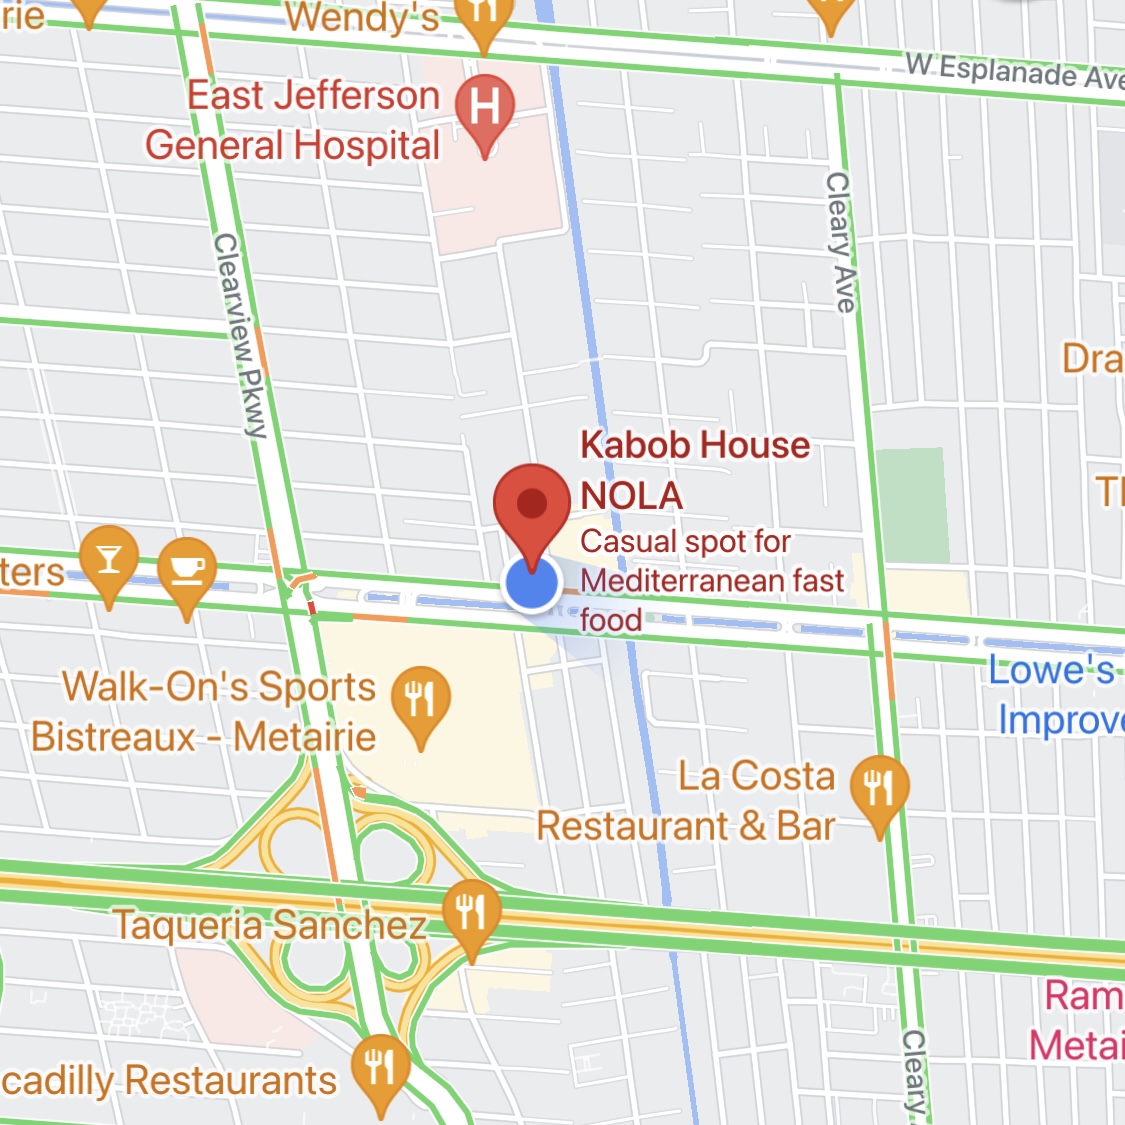 rie
Wendy's
W Esplanade Ave
East Jefferson
General Hospital
H
Cleary Ave
Clearview Pkwy
Dra
Kabob House
NOLA
Casual spot for
Mediterranean fast
food
Th
ters
Lowe's
Improve
Walk-On's Sports
Bistreaux - Metairie
La Costa
Restaurant & Bar
Taqueria Sanchez
Ram
Metai
cadilly Restaurants
Cleary